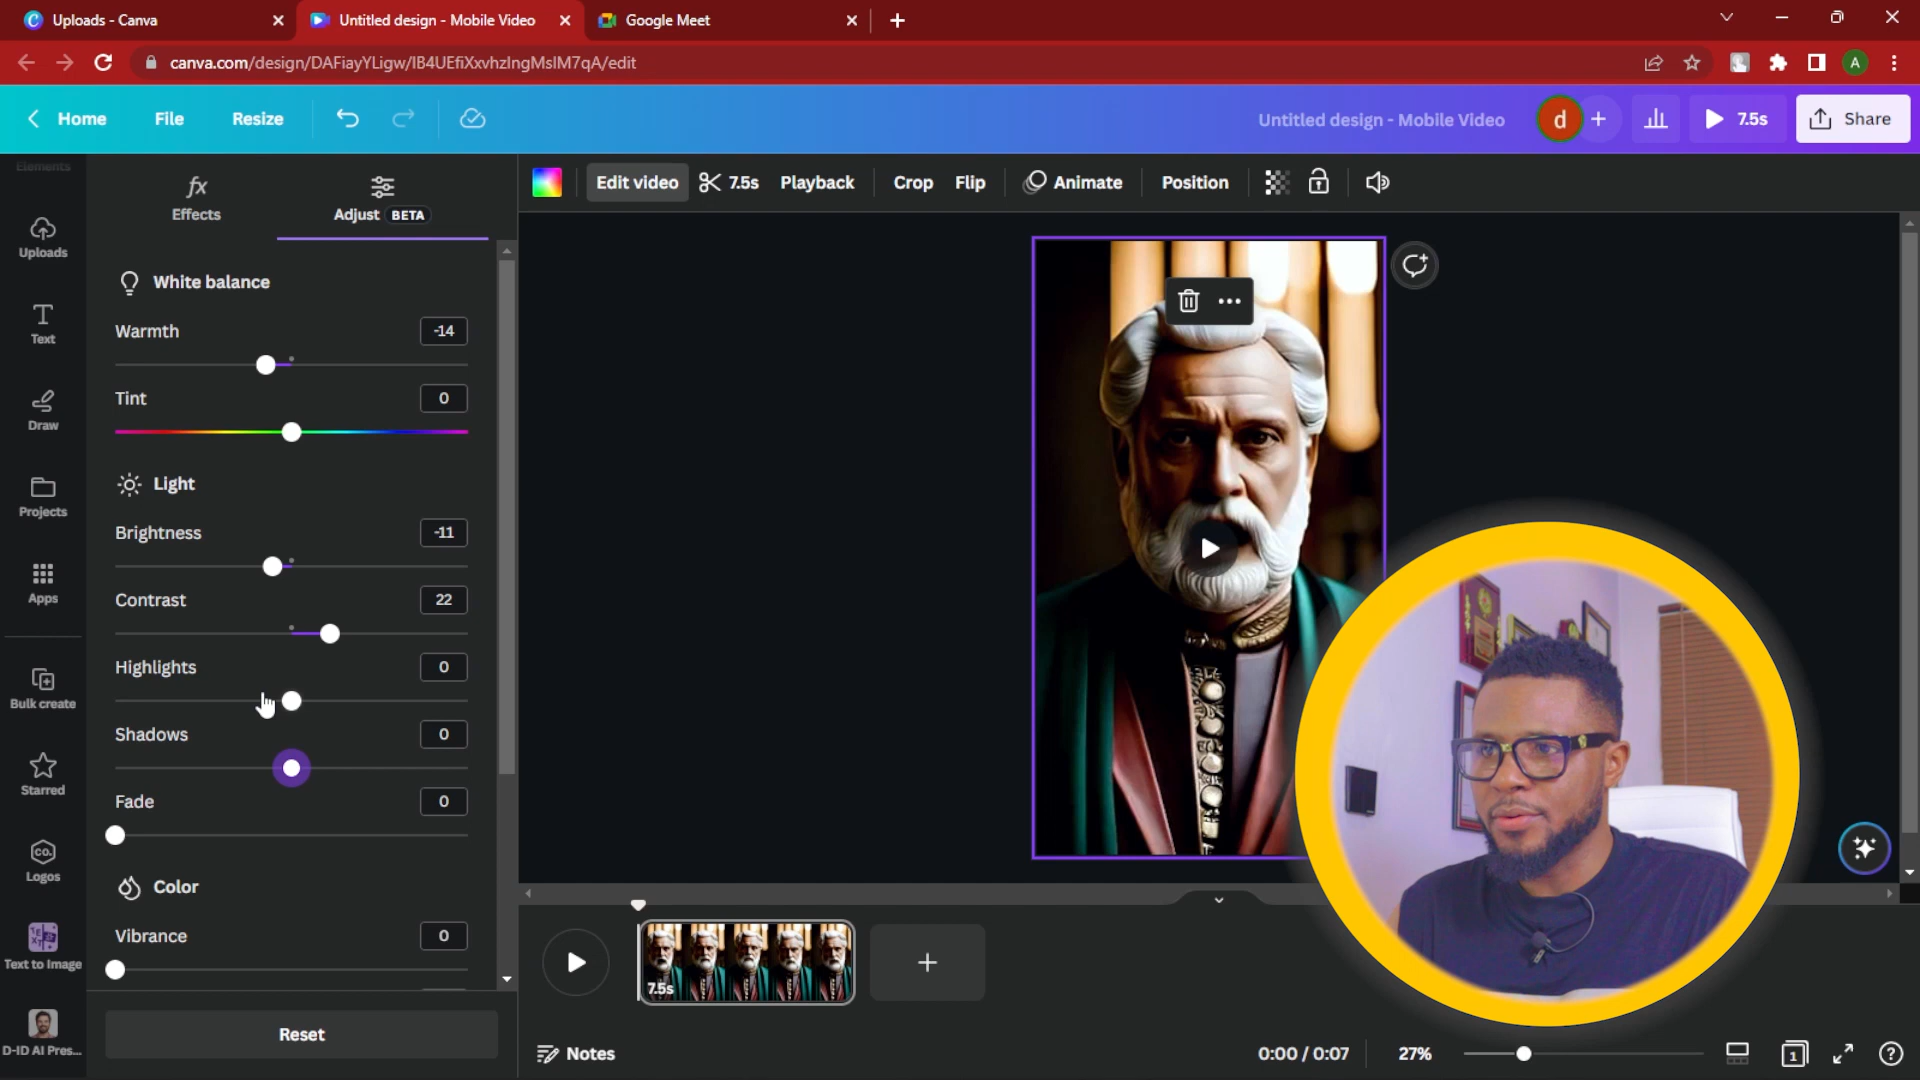 Uploads - Canva
Untitled design - Mobile Video
Google Meet
canva.com/design/DAFiayYLigw/IB4UEfiXxvhzIngMsIM7qA/edit
A
Home
File
Resize
Untitled design - Mobile Video
d
7.5s
Share
Elements
Uploads
Text
Draw
Projects
Apps
Bulk create
Starred
CO.
Logos
Text to Image
D-ID AI Pres...
fx
Effects
Adjust BETA
Edit video
7.5s
Playback
Crop
Flip
Animate
Position
White balance
Warmth -14
Tint 0
Light
Brightness -11
Contrast 22
Highlights 0
Shadows 0
Fade 0
Color
Vibrance 0
Reset
7.5s
Notes
0:00 / 0:07
27%
1